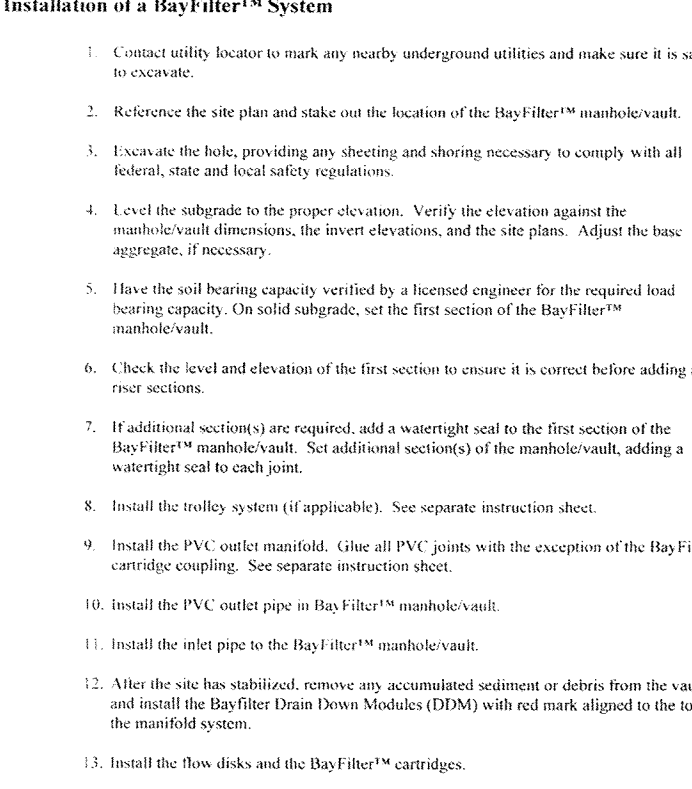 Installation of a BayFilter™ System
1. Contact utility locator to mark any nearby underground utilities and make sure it is sa
to excavate.
2. Reference the site plan and stake out the location of the BayFilter™ manhole/vault.
3. Excavate the hole, providing any sheeting and shoring necessary to comply with all
federal, state and local safety regulations.
4. Level the subgrade to the proper elevation. Verify the elevation against the
manhole/vault dimensions, the invert elevations, and the site plans. Adjust the base
aggregate, if necessary.
5. Have the soil bearing capacity verified by a licensed engineer for the required load
bearing capacity. On solid subgrade, set the first section of the BayFilter™
manhole/vault.
6. Check the level and elevation of the first section to ensure it is correct before adding a
riser sections.
7. If additional section(s) are required, add a watertight seal to the first section of the
BayFilter™ manhole/vault. Set additional section(s) of the manhole/vault, adding a
watertight seal to each joint.
8. Install the trolley system (if applicable). See separate instruction sheet.
9. Install the PVC outlet manifold. Glue all PVC joints with the exception of the BayFi
cartridge coupling. See separate instruction sheet.
10. Install the PVC outlet pipe in BayFilter™ manhole/vault.
11. Install the inlet pipe to the BayFilter™ manhole/vault.
12. After the site has stabilized, remove any accumulated sediment or debris from the vau
and install the Bayfilter Drain Down Modules (DDM) with red mark aligned to the to
the manifold system.
13. Install the flow disks and the BayFilter™ cartridges.